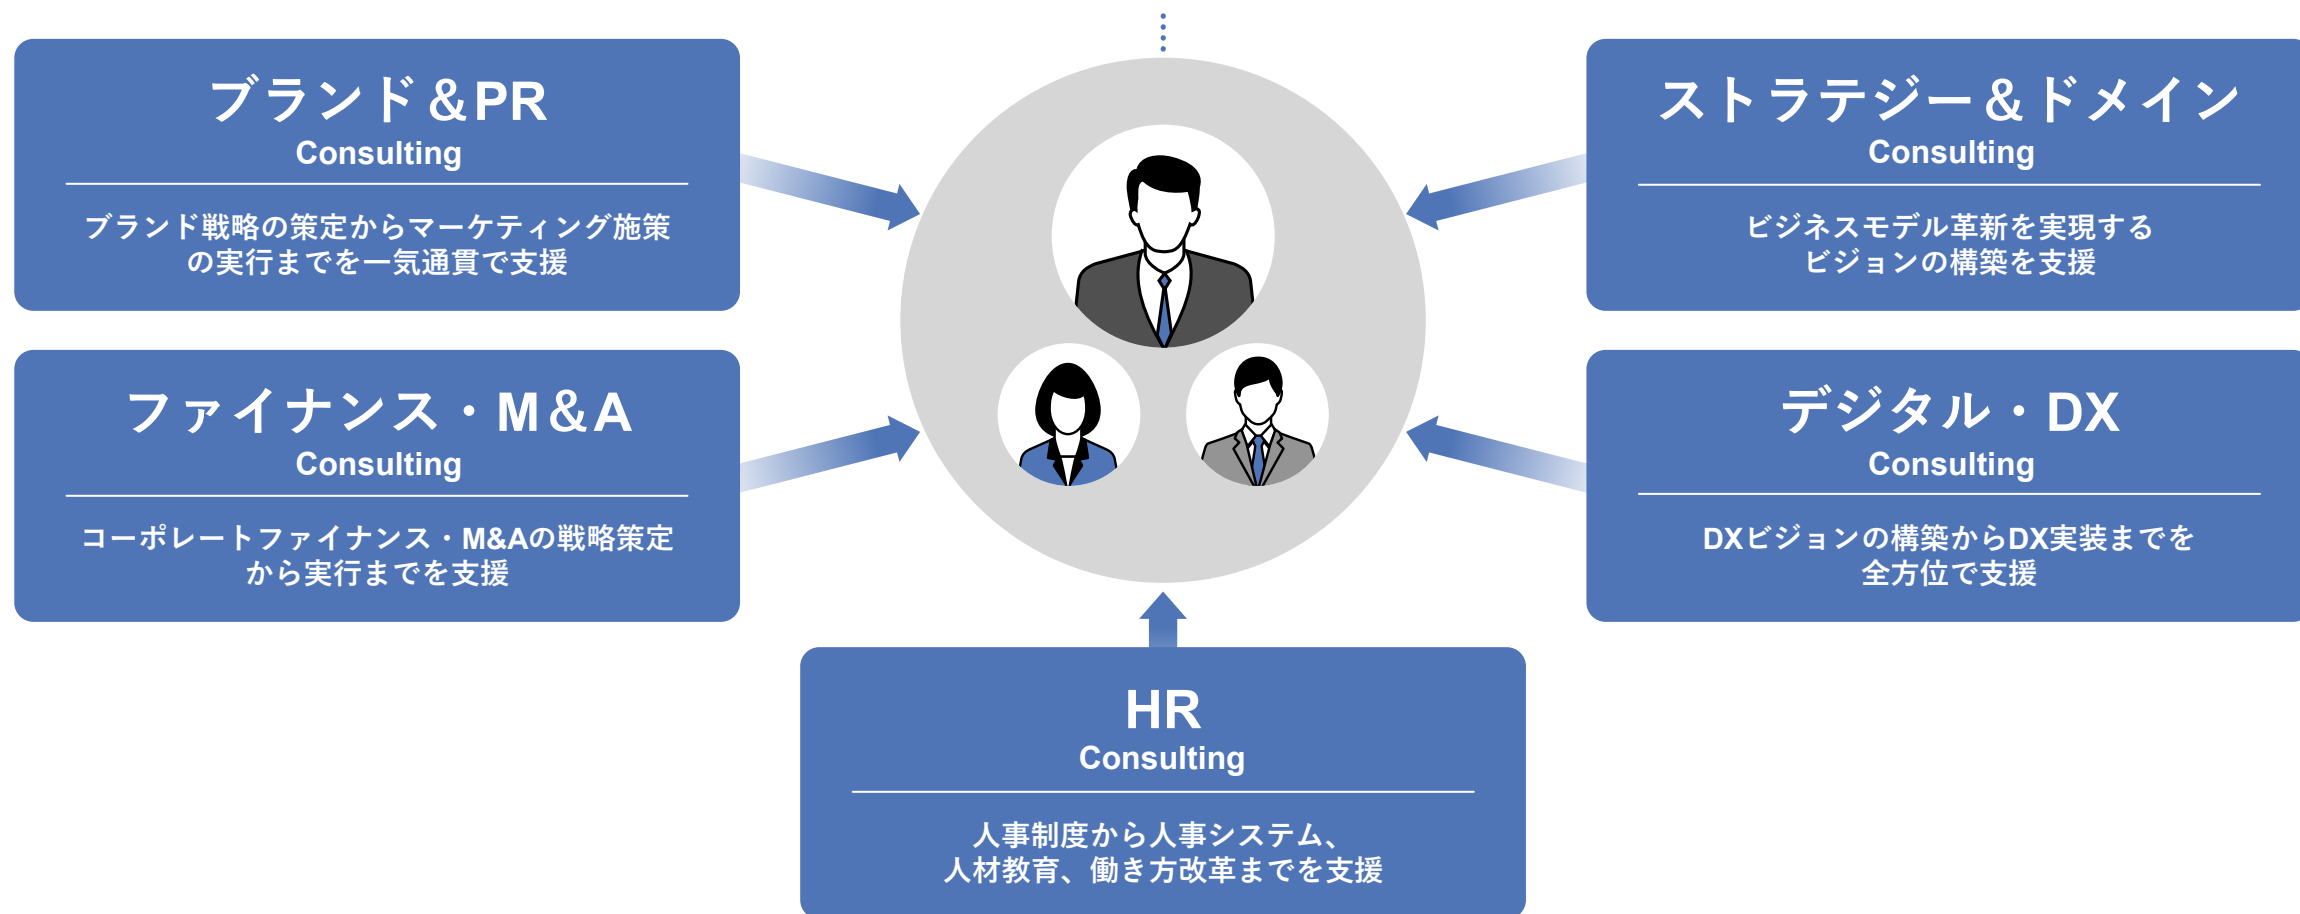 ブランド＆PR
Consulting
ブランド戦略の策定からマーケティング施策
の実行までを一気通貫で支援
ストラテジー＆ドメイン
Consulting
ビジネスモデル革新を実現する
ビジョンの構築を支援
ファイナンス・M＆A
Consulting
コーポレートファイナンス・M&Aの戦略策定
から実行までを支援
デジタル・DX
Consulting
DXビジョンの構築からDX実装までを
全方位で支援
HR
Consulting
人事制度から人事システム、
人材教育、働き方改革までを支援